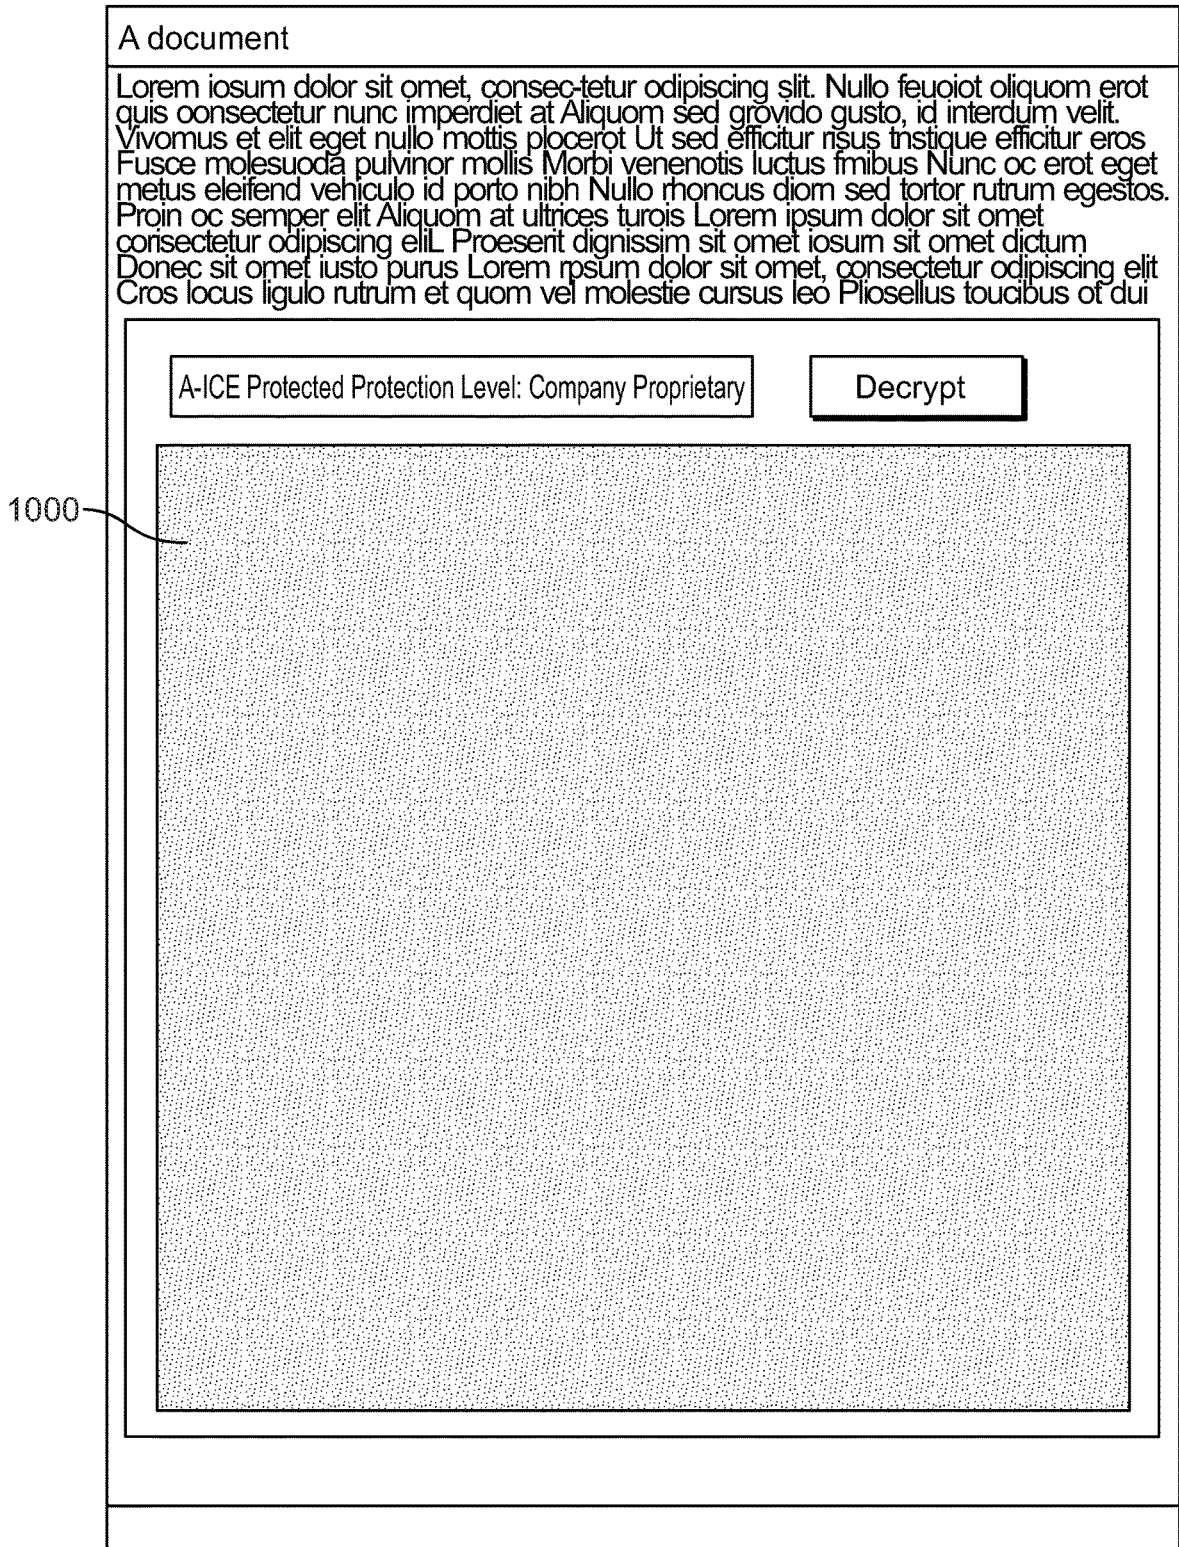 A document
Lorem iosum dolor sit omet, consec-tetur odipiscing slit. Nullo feuoiot oliquom erot
quis oonsectetur nunc imperdiet at Aliquom sed grovido gusto, id interdum velit.
Vivomus et elit eget nullo mottis plocerot Ut sed efficitur risus tnstique efficitur eros
Fusce molesuoda pulvinor mollis Morbi venenotis luctus fmibus Nunc oc erot eget
metus eleifend vehiculo id porto nibh Nullo rhoncus diom sed tortor rutrum egestos.
Proin oc semper elit Aliquom at ultrices turois Lorem ipsum dolor sit omet
corisectetur odipiscing eliL Proeserit dignissim sit omet iosum sit omet dictum
Donec sit omet iusto purus Lorem rpsum dolor sit omet, consectetur odipiscing elit
Cros locus ligulo rutrum et quom vel molestie cursus leo Pliosellus toucibus of dui
A-ICE Protected Protection Level: Company Proprietary
Decrypt
1000